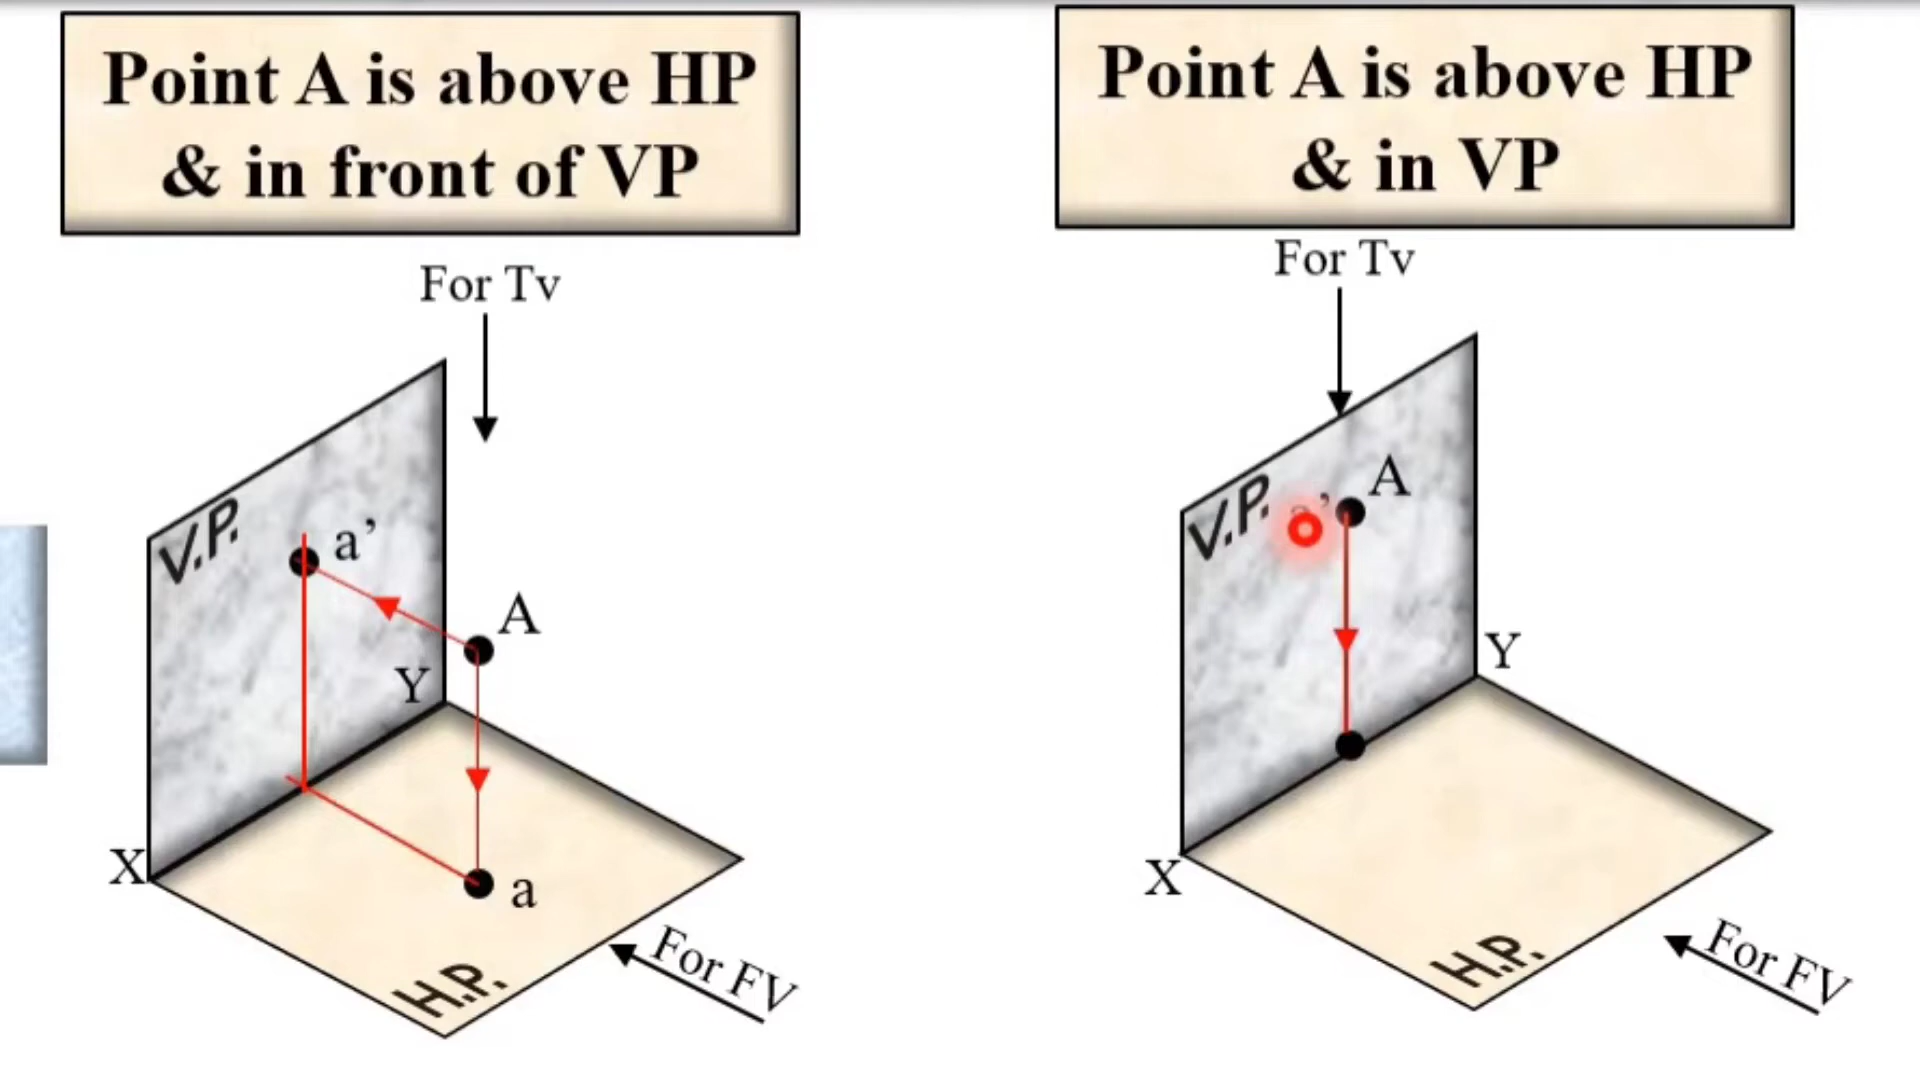 Point A is above HP
& in front of VP
For Tv
V.P.
a’
A
Y
X
a
H.P.
For FV
Point A is above HP
& in VP
For Tv
V.P.
A
Y
X
H.P.
For FV